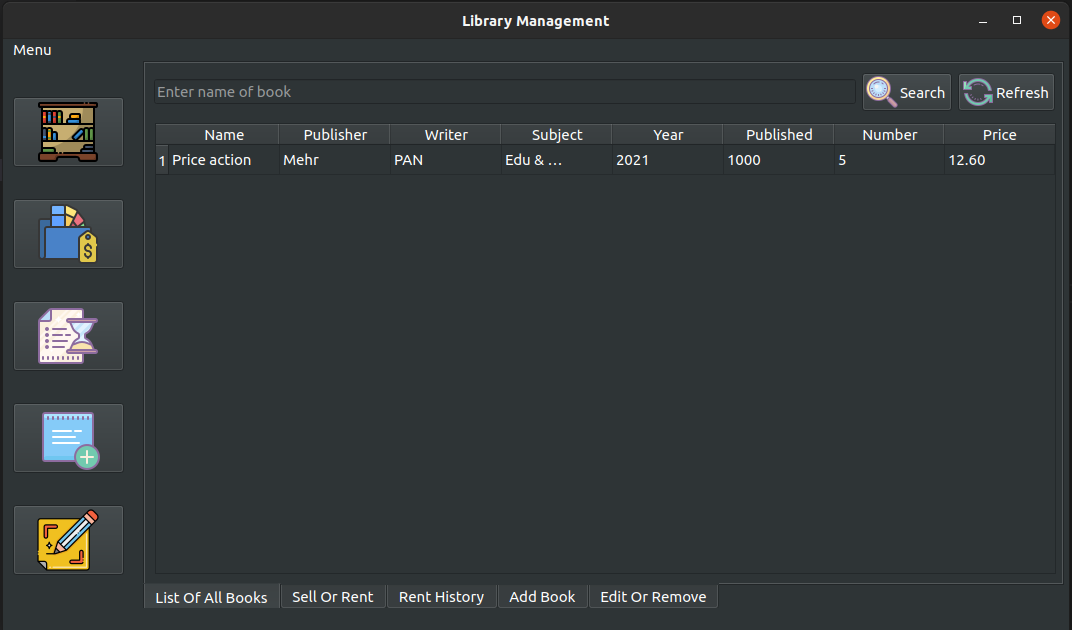 Library Management
Menu
Enter name of book
Search
Refresh
Name Publisher Writer Subject Year Published Number Price
1 Price action Mehr PAN Edu & ... 2021 1000 5 12.60
$
List Of All Books Sell Or Rent Rent History Add Book Edit Or Remove